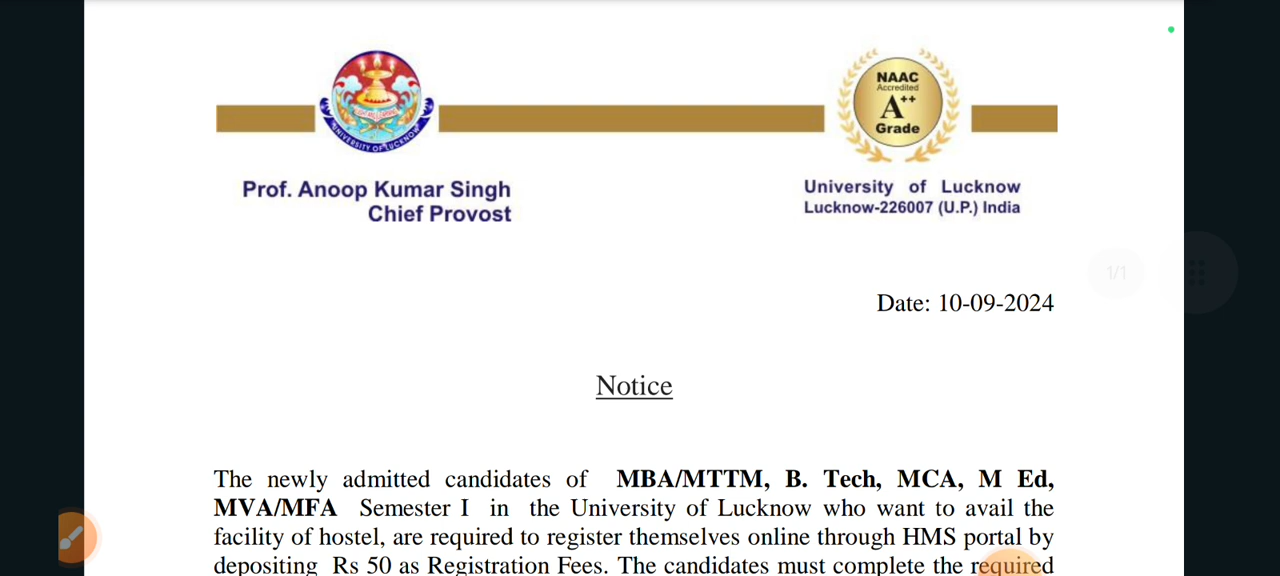 UNIVERSITY OF LUCKNOW
NAAC
Accredited
A++
Grade
Prof. Anoop Kumar Singh
Chief Provost
University of Lucknow
Lucknow-226007 (U.P.) India
1/1
Date: 10-09-2024
Notice
The newly admitted candidates of MBA/MTTM, B. Tech, MCA, M Ed,
MVA/MFA Semester I in the University of Lucknow who want to avail the
facility of hostel, are required to register themselves online through HMS portal by
depositing Rs 50 as Registration Fees. The candidates must complete the required